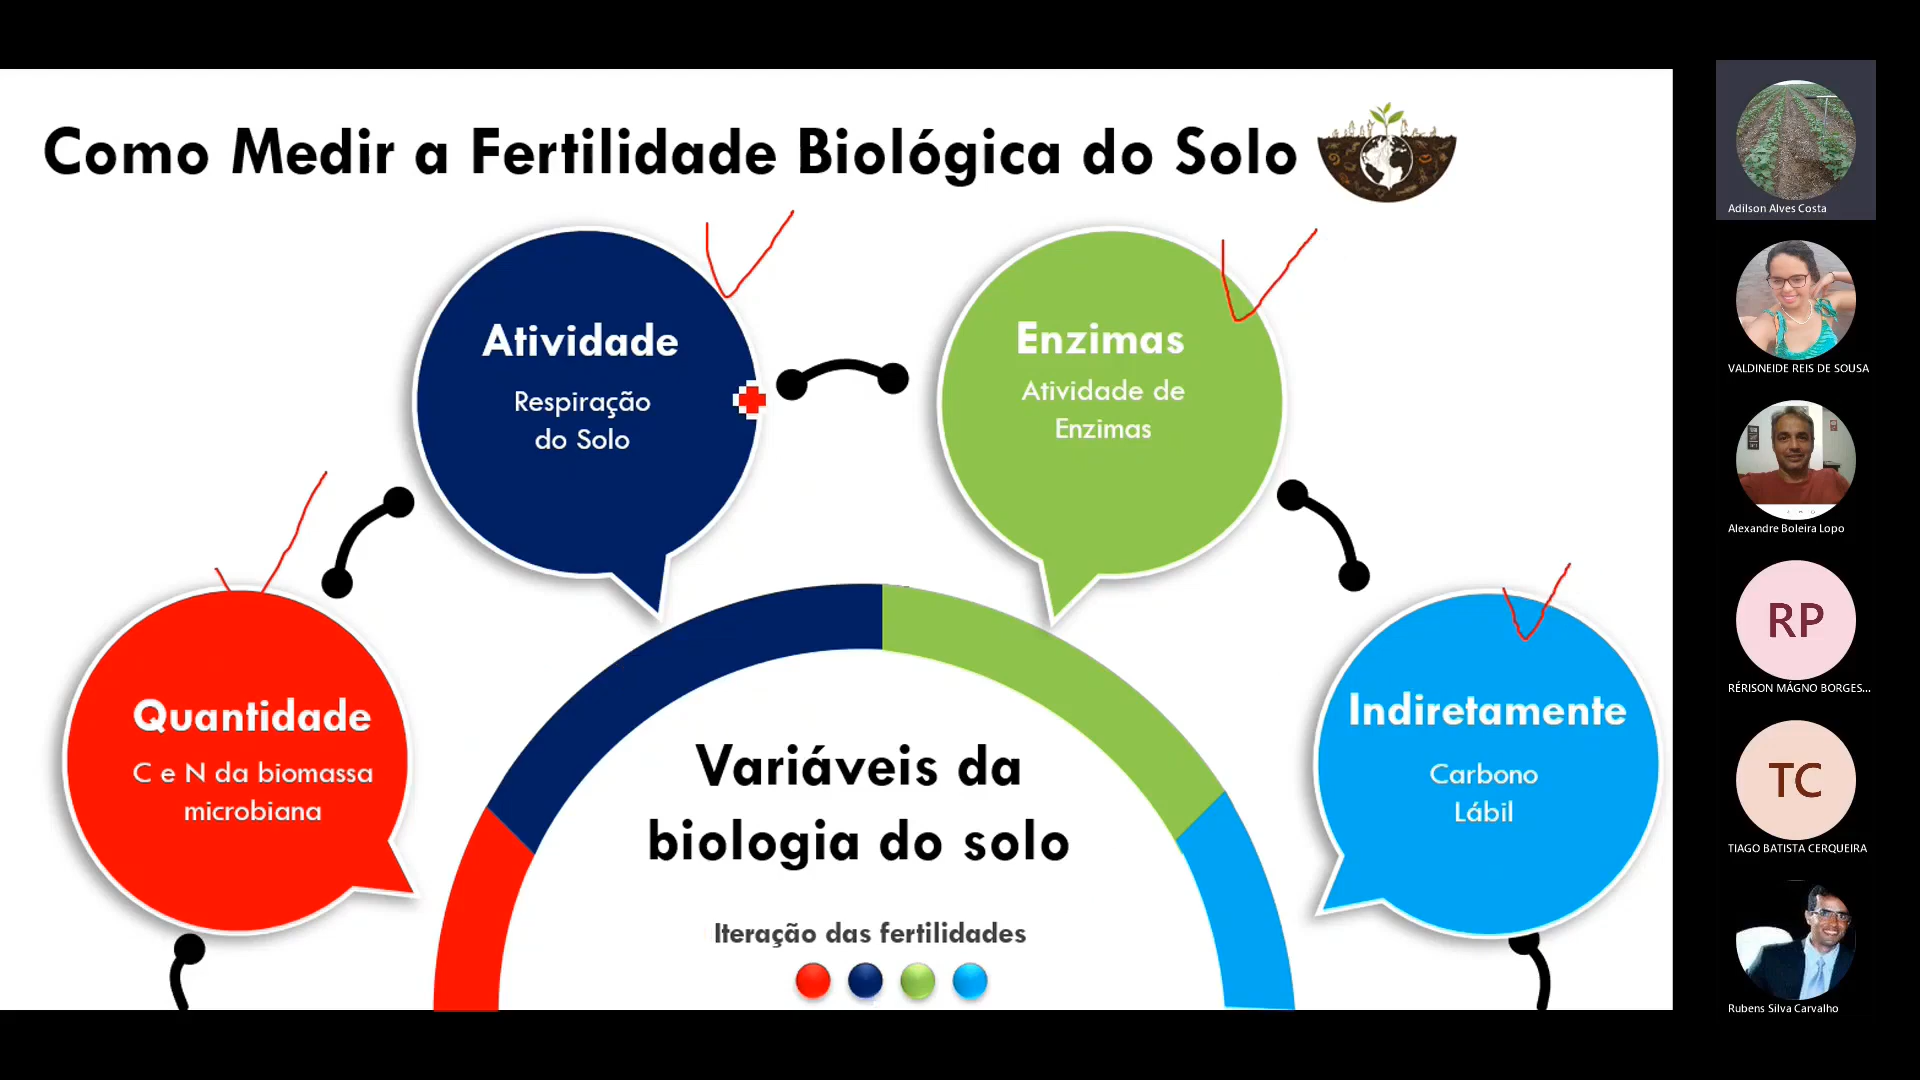 Como Medir a Fertilidade Biológica do Solo
Atividade
Respiração
do Solo
Enzimas
Atividade de
Enzimas
Quantidade
C e N da biomassa
microbiana
Indiretamente
Carbono
Lábil
Variáveis da
biologia do solo
Iteração das fertilidades
Adilson Alves Costa
VALDINEIDE REIS DE SOUSA
Alexandre Boleira Lopo
RP
RÉRISON MÁGNO BORGES...
TC
TIAGO BATISTA CERQUEIRA
Rubens Silva Carvalho